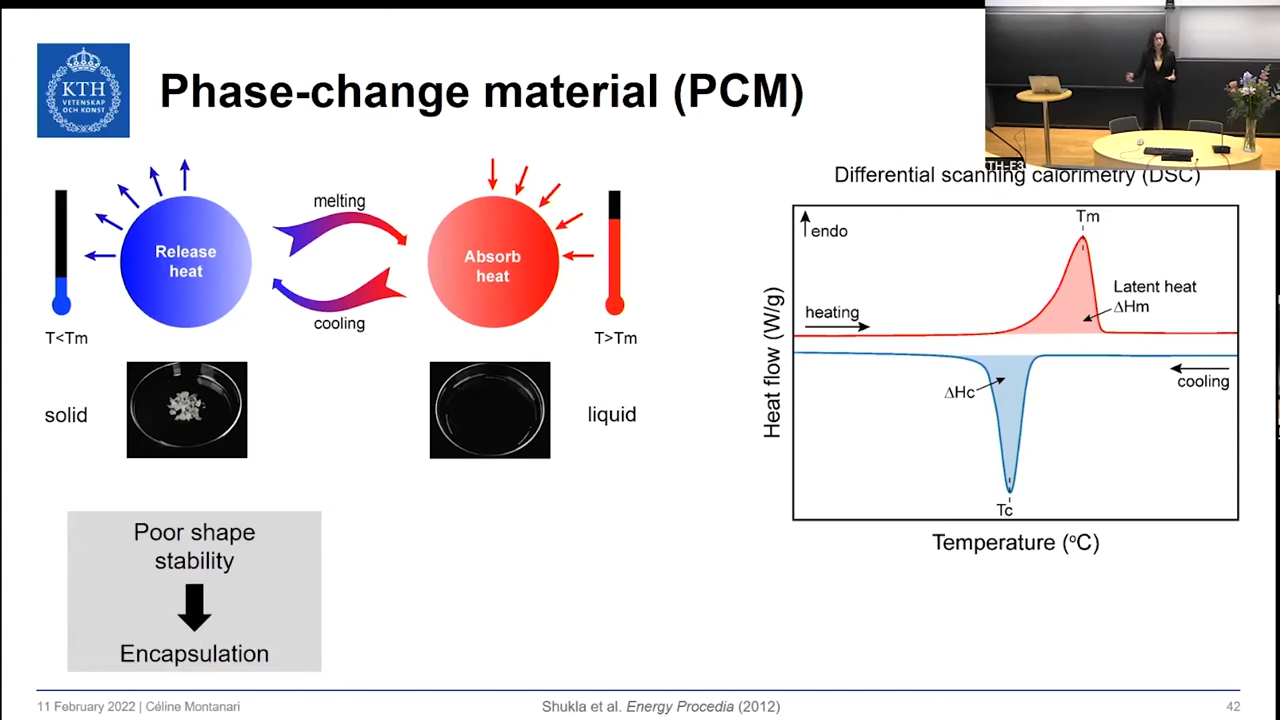 KTH
VETENSKAP
OCH KONST
Phase-change material (PCM)
Release
heat
melting
cooling
Absorb
heat
T<Tm
T>Tm
solid
liquid
Poor shape
stability
Encapsulation
Differential scanning calorimetry (DSC)
endo
Tm
heating
Latent heat
ΔHm
cooling
ΔHc
Tc
Heat flow (W/g)
Temperature (°C)
11 February 2022 | Céline Montanari
Shukla et al. Energy Procedia (2012)
42